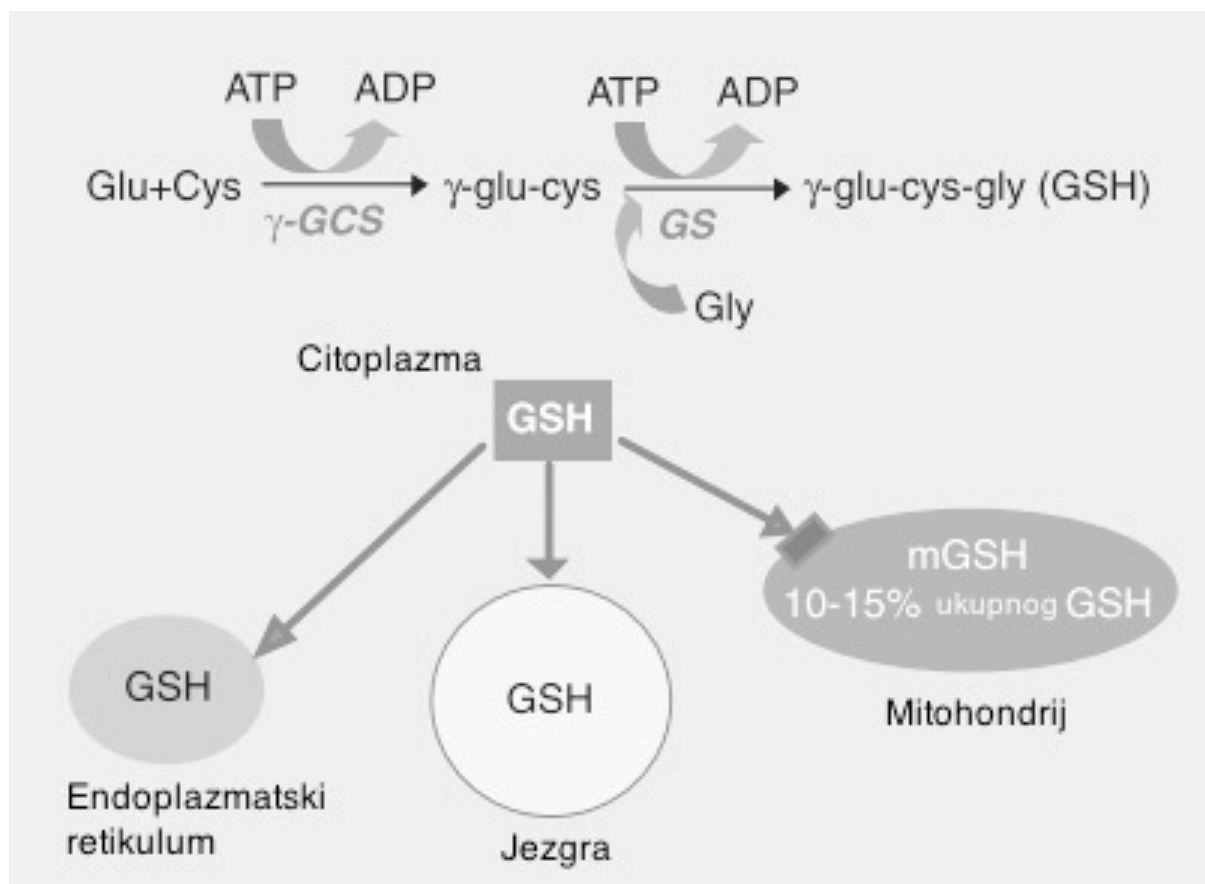 ATP ADP ATP ADP
Glu+Cys γ-glu-cys γ-glu-cys-gly (GSH)
γ-GCS GS
Gly
Citoplazma
GSH
mGSH
10-15% ukupnog GSH
GSH
GSH
Mitohondrij
Endoplazmatski
retikulum
Jezgra